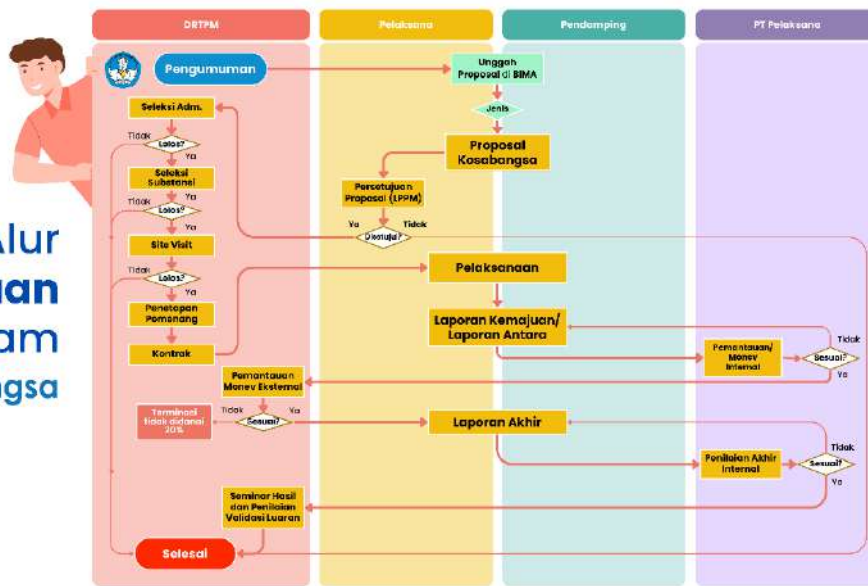 DRTPM
Pelaksana
Pendamping
PT Pelaksana
Pengumuman
Unggah
Proposal di BIMA
Jenis
Seleksi Adm.
Tidak
Lolos?
Ya
Proposal
Kosabangsa
Seleksi
Substansi
Ya
Tidak
Lolos?
Ya
Persetujuan
Proposal (LPPM)
Ya
Tidak
Disetujui?
Alur
Site Visit
Tidak
Lolos?
Ya
Pelaksanaan
uan
Penetapan
Pemenang
am
Kontrak
Laporan Kemajuan/
Laporan Antara
Pemantauan/
Monev
Internal
Tidak
Sesuai?
Ya
ngsa
Pemantauan
Monev Eksternal
Terminasi
tidak didanai
20%
Tidak
Ya
Sesuai?
Laporan Akhir
Penilaian Akhir
Internal
Tidak
Sesuai?
Ya
Seminar Hasil
dan Penilaian
Validasi Luaran
Selesai